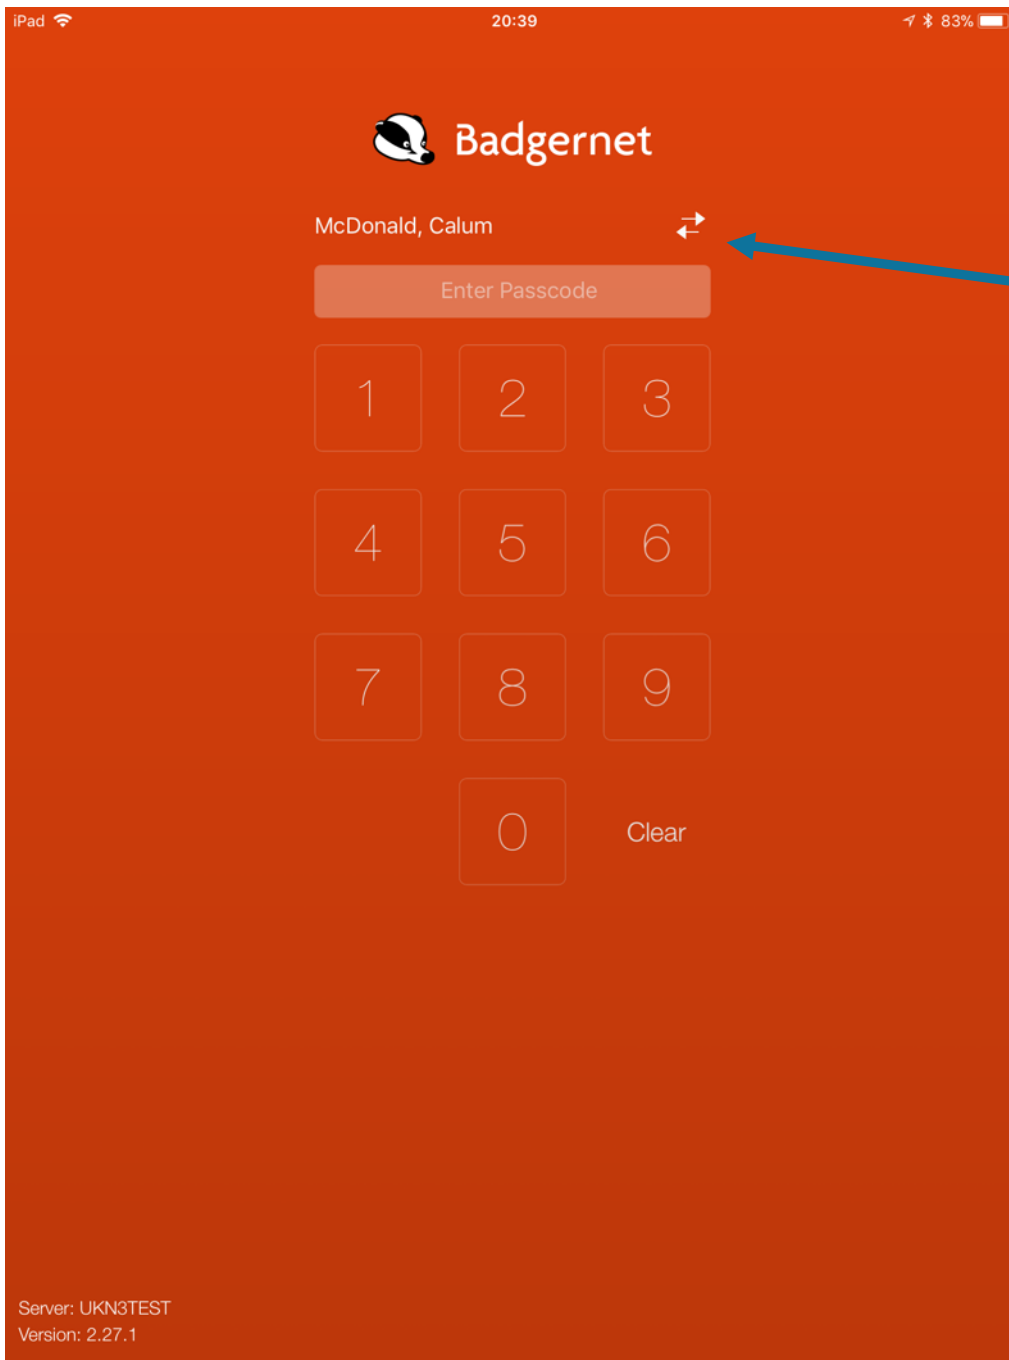 iPad 20:39 83%
Badgernet
McDonald, Calum
Enter Passcode
1 2 3
4 5 6
7 8 9
0 Clear
Server: UKN3TEST
Version: 2.27.1